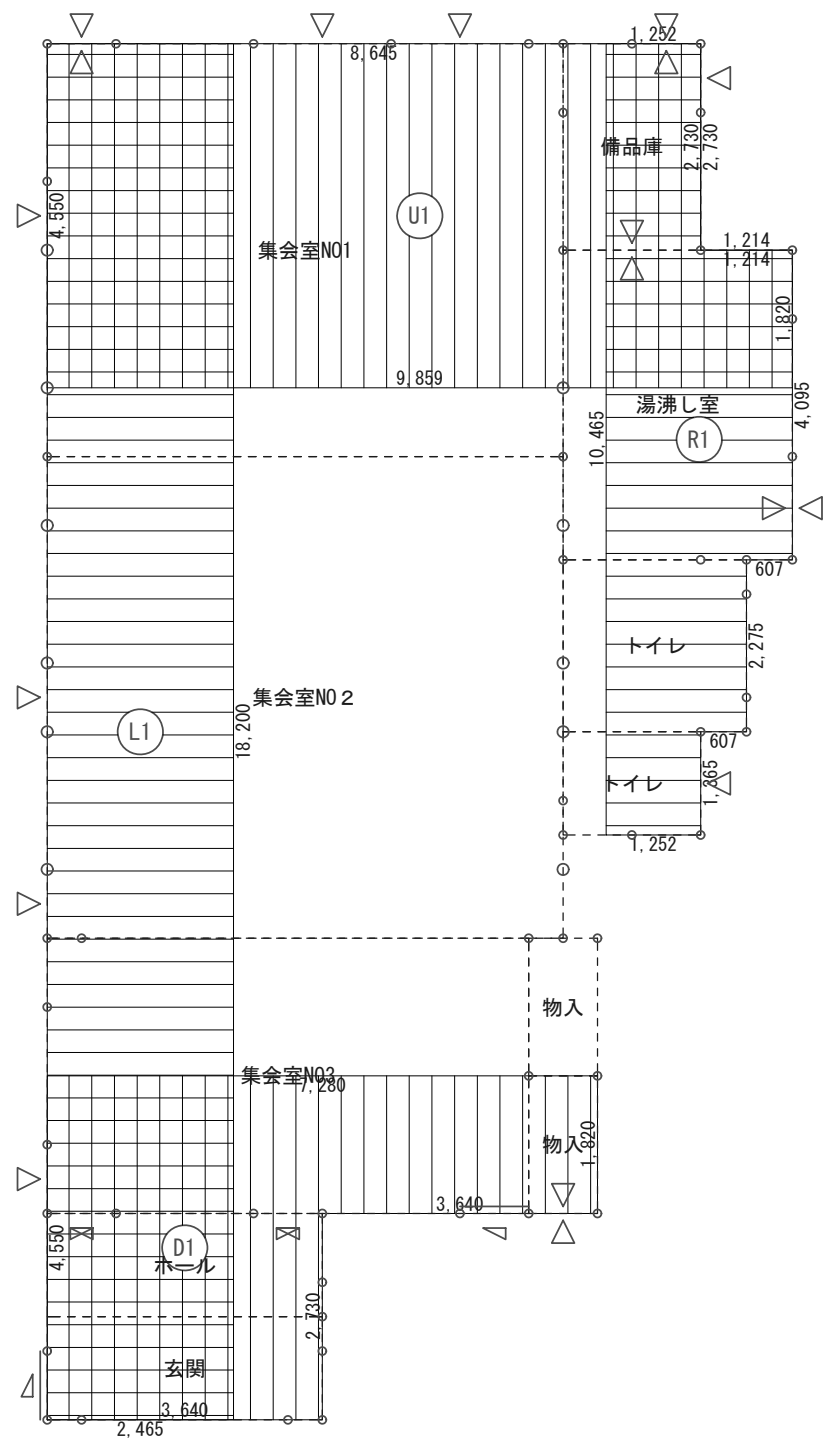 1,252
8,645
備品庫
2,730
2,730
4,550
U1
集会室NO1
1,214
1,214
1,820
9,859
湯沸し室
4,095
R1
10,465
607
トイレ
2,275
集会室NO２
18,200
L1
607
トイレ
1,365
1,252
物入
集会室NO3
7,280
物入
1,820
3,640
4,550
D1
ホール
2,730
玄関
3,640
2,465